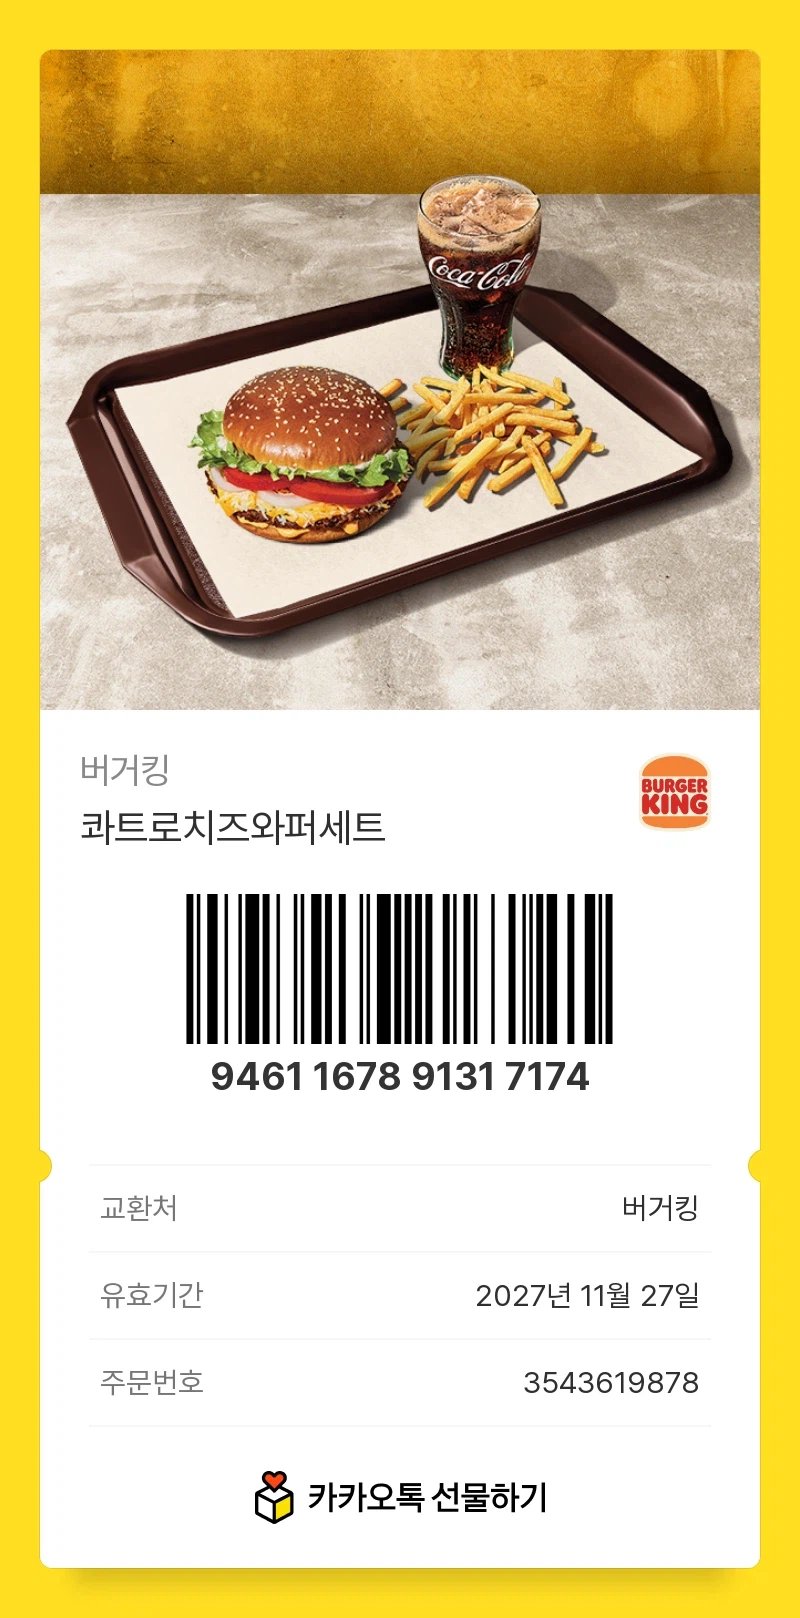 Coca-Cola
버거킹
BURGER
KING
콰트로치즈와퍼세트
9461 1678 9131 7174
교환처 버거킹
유효기간 2027년 11월 27일
주문번호 3543619878
카카오톡 선물하기